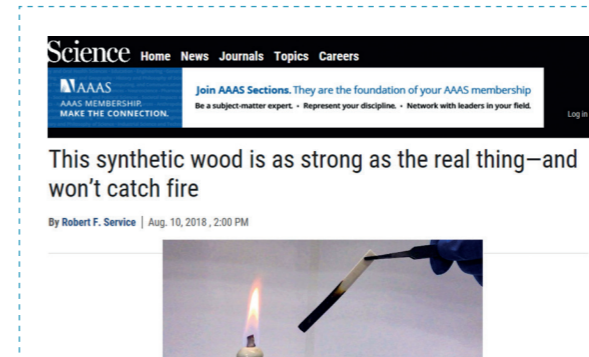 Science Home News Journals Topics Careers
AAAS
AAAS MEMBERSHIP.
MAKE THE CONNECTION.
Join AAAS Sections. They are the foundation of your AAAS membership
Be a subject-matter expert. • Represent your discipline. • Network with leaders in your field.
Log in
This synthetic wood is as strong as the real thing—and
won't catch fire
By Robert F. Service | Aug. 10, 2018 , 2:00 PM